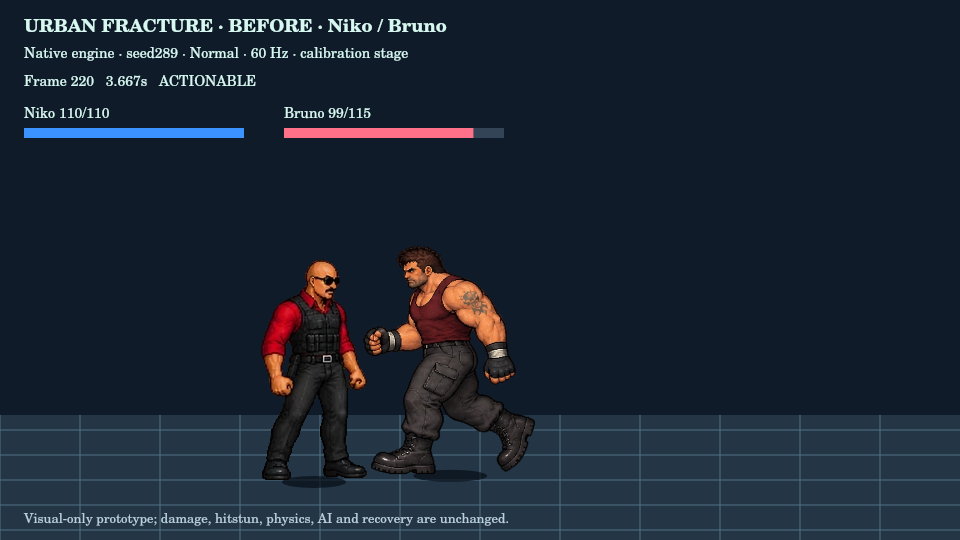 URBAN FRACTURE · BEFORE · Niko / Bruno
Native engine · seed289 · Normal · 60 Hz · calibration stage
Frame 220 3.667s ACTIONABLE
Niko 110/110 Bruno 99/115
Visual-only prototype; damage, hitstun, physics, AI and recovery are unchanged.